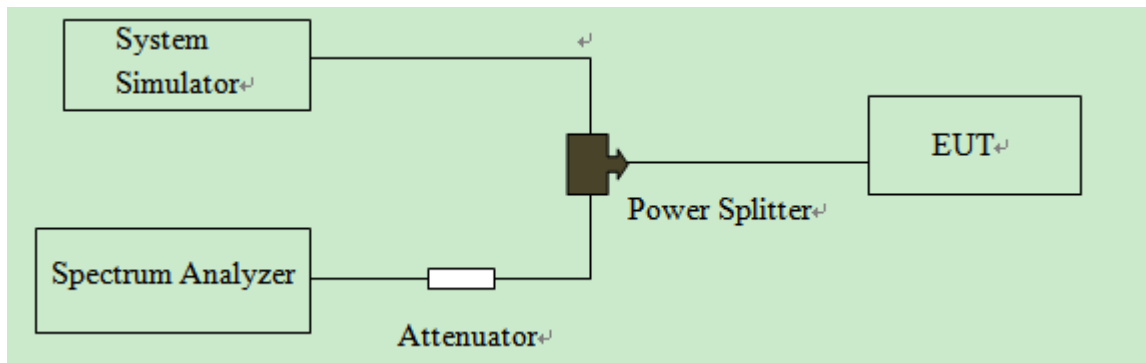 System
Simulator↵
↵
EUT↵
Power Splitter↵
Spectrum Analyzer
Attenuator↵